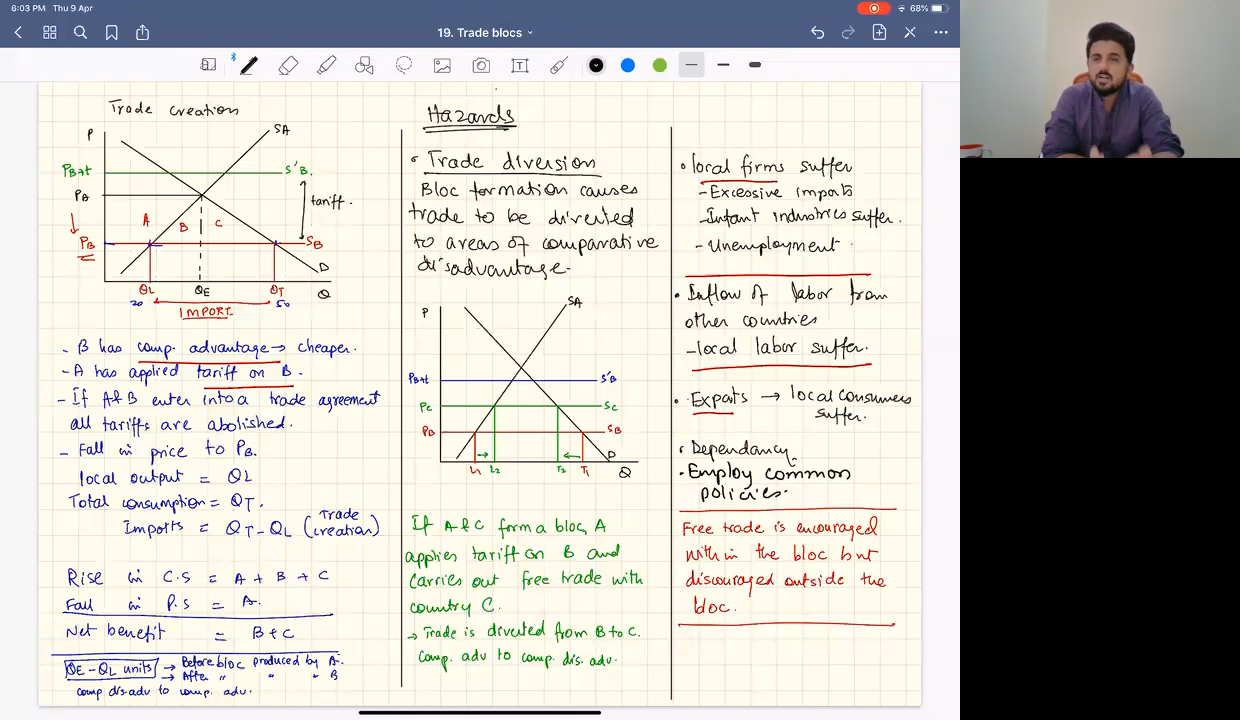 6:03 PM Thu 9 Apr
68%
19. Trade blocs
Trade creation
P
SA
PB+t
S'B.
PA
tariff.
A
B
C
PB
SB
D
QL
QE
QT
Q
20
50
IMPORT
- B has comp. advantage → cheaper.
- A has applied tariff on B.
- If A & B enter into a trade agreement
all tariffs are abolished.
- Fall in price to PB.
local output = QL
Total consumption = QT.
Imports = QT - QL (Trade creation)
Rise in C.S = A + B + C
Fall in P.S = A.
Net benefit = B + C
QE - QL units → Before bloc produced by A.
→ After " " " B
comp dis.adv to comp. adv.
Hazards
• Trade diversion
Bloc formation causes
trade to be diverted
to areas of comparative
disadvantage.
P
SA
PB+t
S'B
Pc
Sc
PB
SB
D
L1
L2
T2
T1
Q
If A & C form a bloc, A
applies tariff on B and
carries out free trade with
country C.
→ Trade is diverted from B to C.
comp. adv to comp. dis. adv.
• local firms suffer
- Excessive imports
- Infant industries suffer.
- Unemployment
• Inflow of labor from
other countries
- local labor suffer.
• Exports → local consumers
suffer.
• Dependancy
• Employ common
policies.
Free trade is encouraged
with in the bloc but
discouraged outside the
bloc.